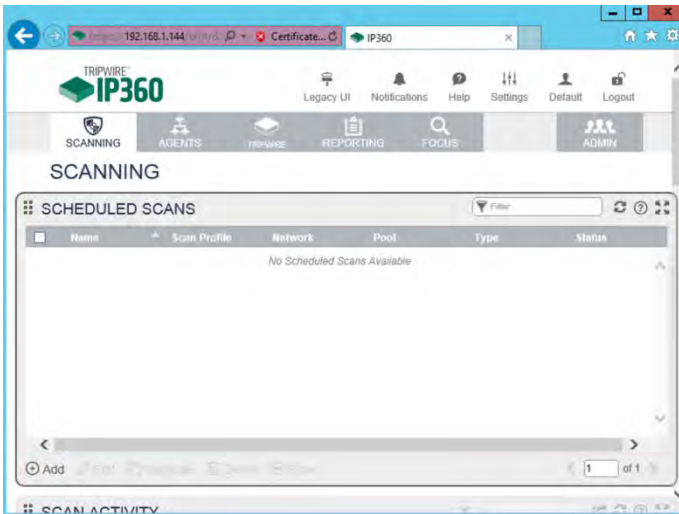 192.168.1.144
Certificate...
IP360
TRIPWIRE
IP360
Legacy UI
Notifications
Help
Settings
Default
Logout
SCANNING
AGENTS
TRIPWIRE
REPORTING
FOCUS
ADMIN
SCANNING
SCHEDULED SCANS
Filter
Name
Scan Profile
Network
Pool
Type
Status
No Scheduled Scans Available
Add
1 of 1
SCAN ACTIVITY